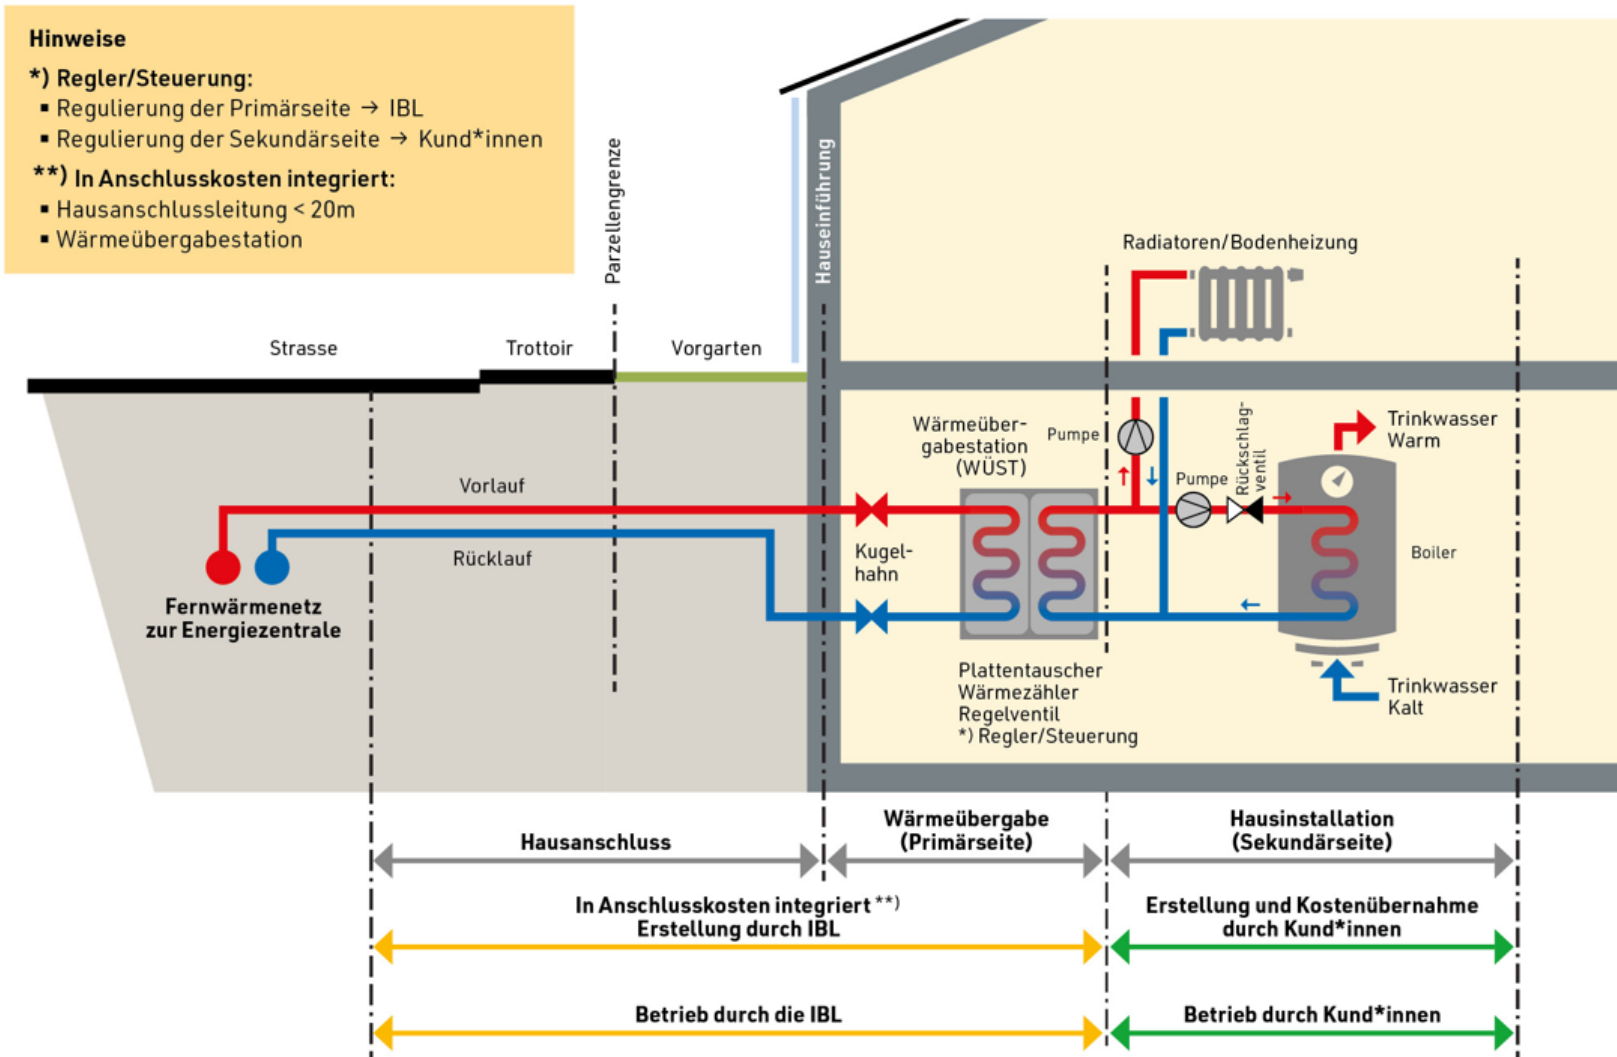 Hinweise
*) Regler/Steuerung:
▪ Regulierung der Primärseite → IBL
▪ Regulierung der Sekundärseite → Kund*innen
**) In Anschlusskosten integriert:
▪ Hausanschlussleitung < 20m
▪ Wärmeübergabestation
Parzellengrenze
Hauseinführung
Strasse
Trottoir
Vorgarten
Radiatoren/Bodenheizung
Wärmeüber-
gabestation
(WÜST)
Pumpe
Pumpe
Rückschlag-
ventil
Trinkwasser
Warm
Vorlauf
Rücklauf
Kugel-
hahn
Boiler
Fernwärmenetz
zur Energiezentrale
Plattentauscher
Wärmezähler
Regelventil
*) Regler/Steuerung
Trinkwasser
Kalt
Hausanschluss
Wärmeübergabe
(Primärseite)
Hausinstallation
(Sekundärseite)
In Anschlusskosten integriert **)
Erstellung durch IBL
Erstellung und Kostenübernahme
durch Kund*innen
Betrieb durch die IBL
Betrieb durch Kund*innen